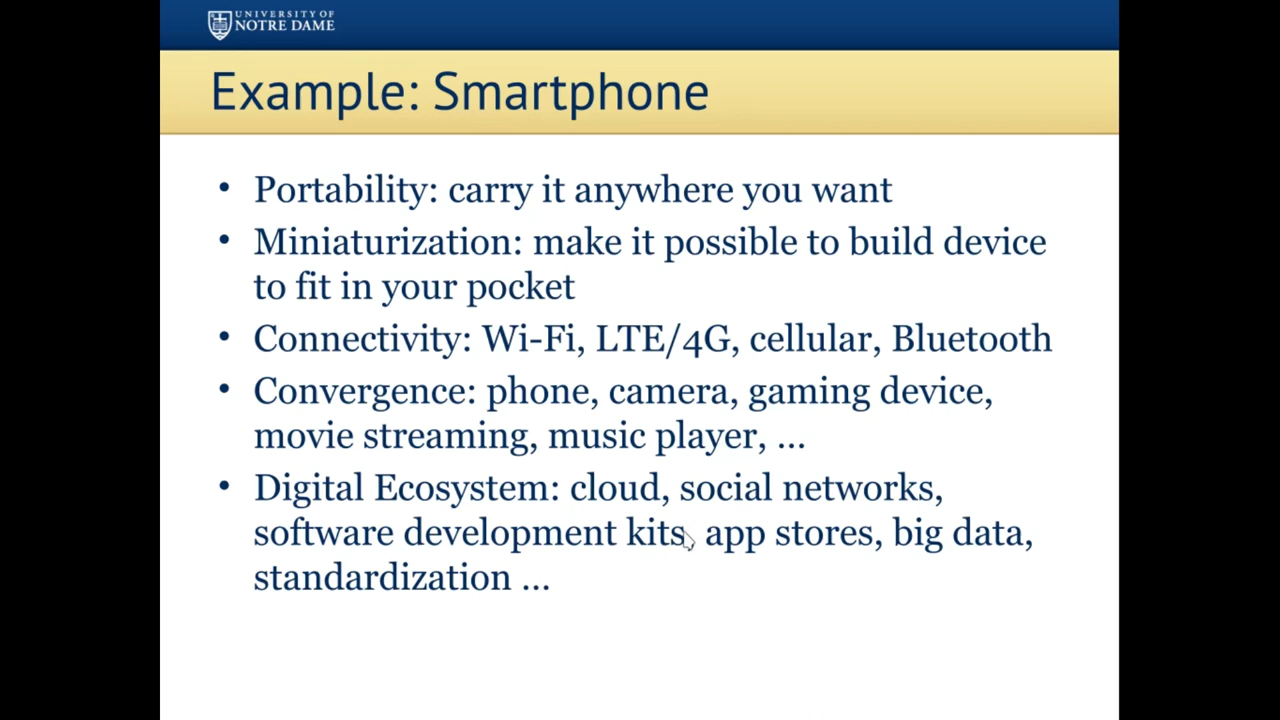 UNIVERSITY OF
NOTRE DAME
Example: Smartphone
• Portability: carry it anywhere you want
• Miniaturization: make it possible to build device
to fit in your pocket
• Connectivity: Wi-Fi, LTE/4G, cellular, Bluetooth
• Convergence: phone, camera, gaming device,
movie streaming, music player, ...
• Digital Ecosystem: cloud, social networks,
software development kits, app stores, big data,
standardization ...